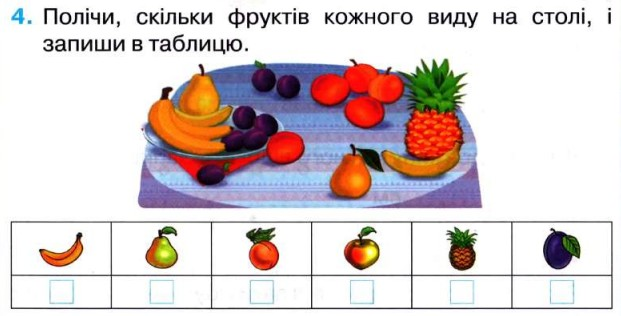 4. Полічи, скільки фруктів кожного виду на столі, і
запиши в таблицю.